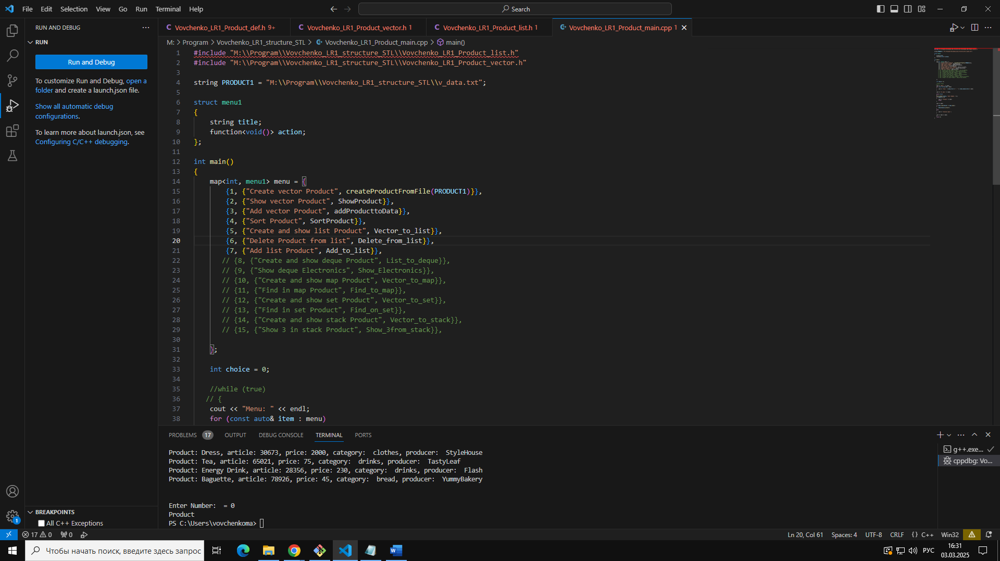 File Edit Selection View Go Run Terminal Help
Search
RUN AND DEBUG
RUN
Run and Debug
To customize Run and Debug, open a
folder and create a launch.json file.
Show all automatic debug
configurations.
To learn more about launch.json, see
Configuring C/C++ debugging.
BREAKPOINTS
All C++ Exceptions
Vovchenko_LR1_Product_def.h 9+
Vovchenko_LR1_Product_vector.h 1
Vovchenko_LR1_Product_list.h 1
Vovchenko_LR1_Product_main.cpp 1
M: > Program > Vovchenko_LR1_structure_STL > Vovchenko_LR1_Product_main.cpp > main()
1 #include "M:\\Program\\Vovchenko_LR1_structure_STL\\Vovchenko_LR1_Product_list.h"
2 #include "M:\\Program\\Vovchenko_LR1_structure_STL\\Vovchenko_LR1_Product_vector.h"
3
4 string PRODUCT1 = "M:\\Program\\Vovchenko_LR1_structure_STL\\v_data.txt";
5
6 struct menu1
7 {
8 string title;
9 function<void()> action;
10 };
11
12 int main()
13 {
14 map<int, menu1> menu = {
15 {1, {"Create vector Product", createProductFromFile(PRODUCT1)}},
16 {2, {"Show vector Product", ShowProduct}},
17 {3, {"Add vector Product", addProducttoData}},
18 {4, {"Sort Product", SortProduct}},
19 {5, {"Create and show list Product", Vector_to_list}},
20 {6, {"Delete Product from list", Delete_from_list}},
21 {7, {"Add list Product", Add_to_list}},
22 // {8, {"Create and show deque Product", List_to_deque}},
23 // {9, {"Show deque Electronics", Show_Electronics}},
24 // {10, {"Create and show map Product", Vector_to_map}},
25 // {11, {"Find in map Product", Find_to_map}},
26 // {12, {"Create and show set Product", Vector_to_set}},
27 // {13, {"Find in set Product", Find_on_set}},
28 // {14, {"Create and show stack Product", Vector_to_stack}},
29 // {15, {"Show 3 in stack Product", Show_3from_stack}},
30
31 };
32
33 int choice = 0;
34
35 //while (true)
36 // {
37 cout << "Menu: " << endl;
38 for (const auto& item : menu)
PROBLEMS 17 OUTPUT DEBUG CONSOLE TERMINAL PORTS
Product: Dress, article: 30673, price: 2000, category:  clothes, producer:  StyleHouse
Product: Tea, article: 65021, price: 75, category:  drinks, producer:  TastyLeaf
Product: Energy Drink, article: 28356, price: 230, category:  drinks, producer:  Flash
Product: Baguette, article: 78926, price: 45, category:  bread, producer:  YummyBakery
Enter Number:  = 0
Product
PS C:\Users\vovchenkoma>
g++.exe...
cppdbg: Vo...
17 0 0
Ln 20, Col 61 Spaces: 4 UTF-8 CRLF {} C++ Win32
Чтобы начать поиск, введите здесь запрос
РУС
16:31
03.03.2025